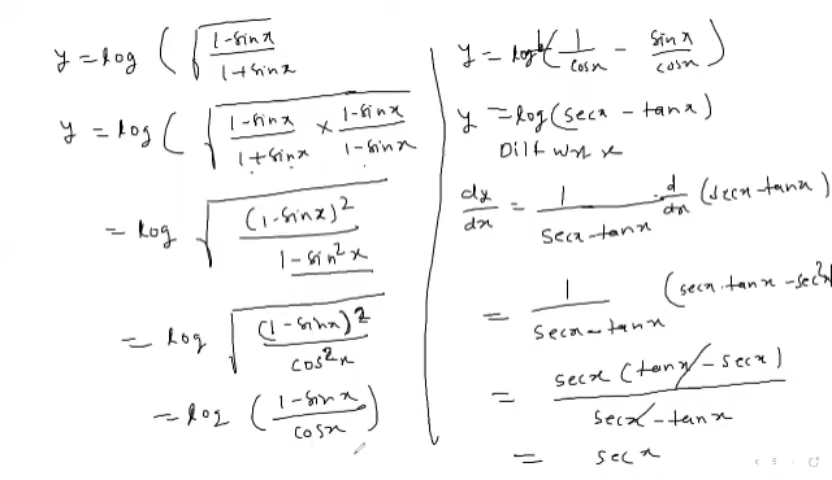 y = log ( √ 1-sinx / 1+sinx
y = log ( √ 1-sinx / 1+sinx × 1-sinx / 1-sinx
= log √ (1-sinx)² / 1-sin²x
= log √ (1-sinx)² / cos²x
= log ( 1-sinx / cosx )
y = log ( 1 / cosx - sinx / cosx )
y = log (secx - tanx)
Diff wrt x
dy/dx = 1 / secx-tanx . d/dx (secx-tanx)
= 1 / secx-tanx (secx.tanx - sec²x
= secx (tanx - secx) / secx - tanx
= secx